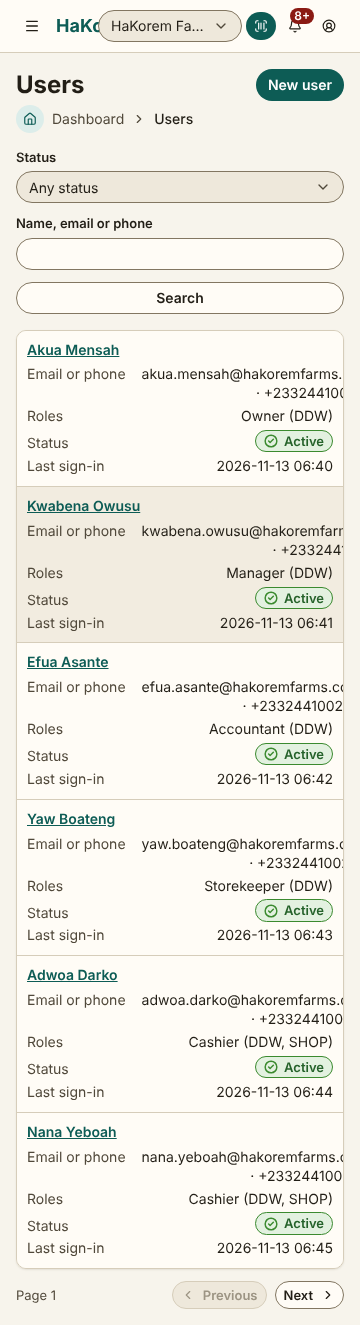 HaKo
HaKorem Fa...
8+
Users
New user
Dashboard
Users
Status
Any status
Name, email or phone
Search
Akua Mensah
Email or phone akua.mensah@hakoremfarms.
· +233244100
Roles Owner (DDW)
Status Active
Last sign-in 2026-11-13 06:40
Kwabena Owusu
Email or phone kwabena.owusu@hakoremfarm
· +2332441
Roles Manager (DDW)
Status Active
Last sign-in 2026-11-13 06:41
Efua Asante
Email or phone efua.asante@hakoremfarms.co
· +2332441002
Roles Accountant (DDW)
Status Active
Last sign-in 2026-11-13 06:42
Yaw Boateng
Email or phone yaw.boateng@hakoremfarms.c
· +233244100
Roles Storekeeper (DDW)
Status Active
Last sign-in 2026-11-13 06:43
Adwoa Darko
Email or phone adwoa.darko@hakoremfarms.c
· +233244100
Roles Cashier (DDW, SHOP)
Status Active
Last sign-in 2026-11-13 06:44
Nana Yeboah
Email or phone nana.yeboah@hakoremfarms.c
· +233244100
Roles Cashier (DDW, SHOP)
Status Active
Last sign-in 2026-11-13 06:45
Page 1
Previous
Next